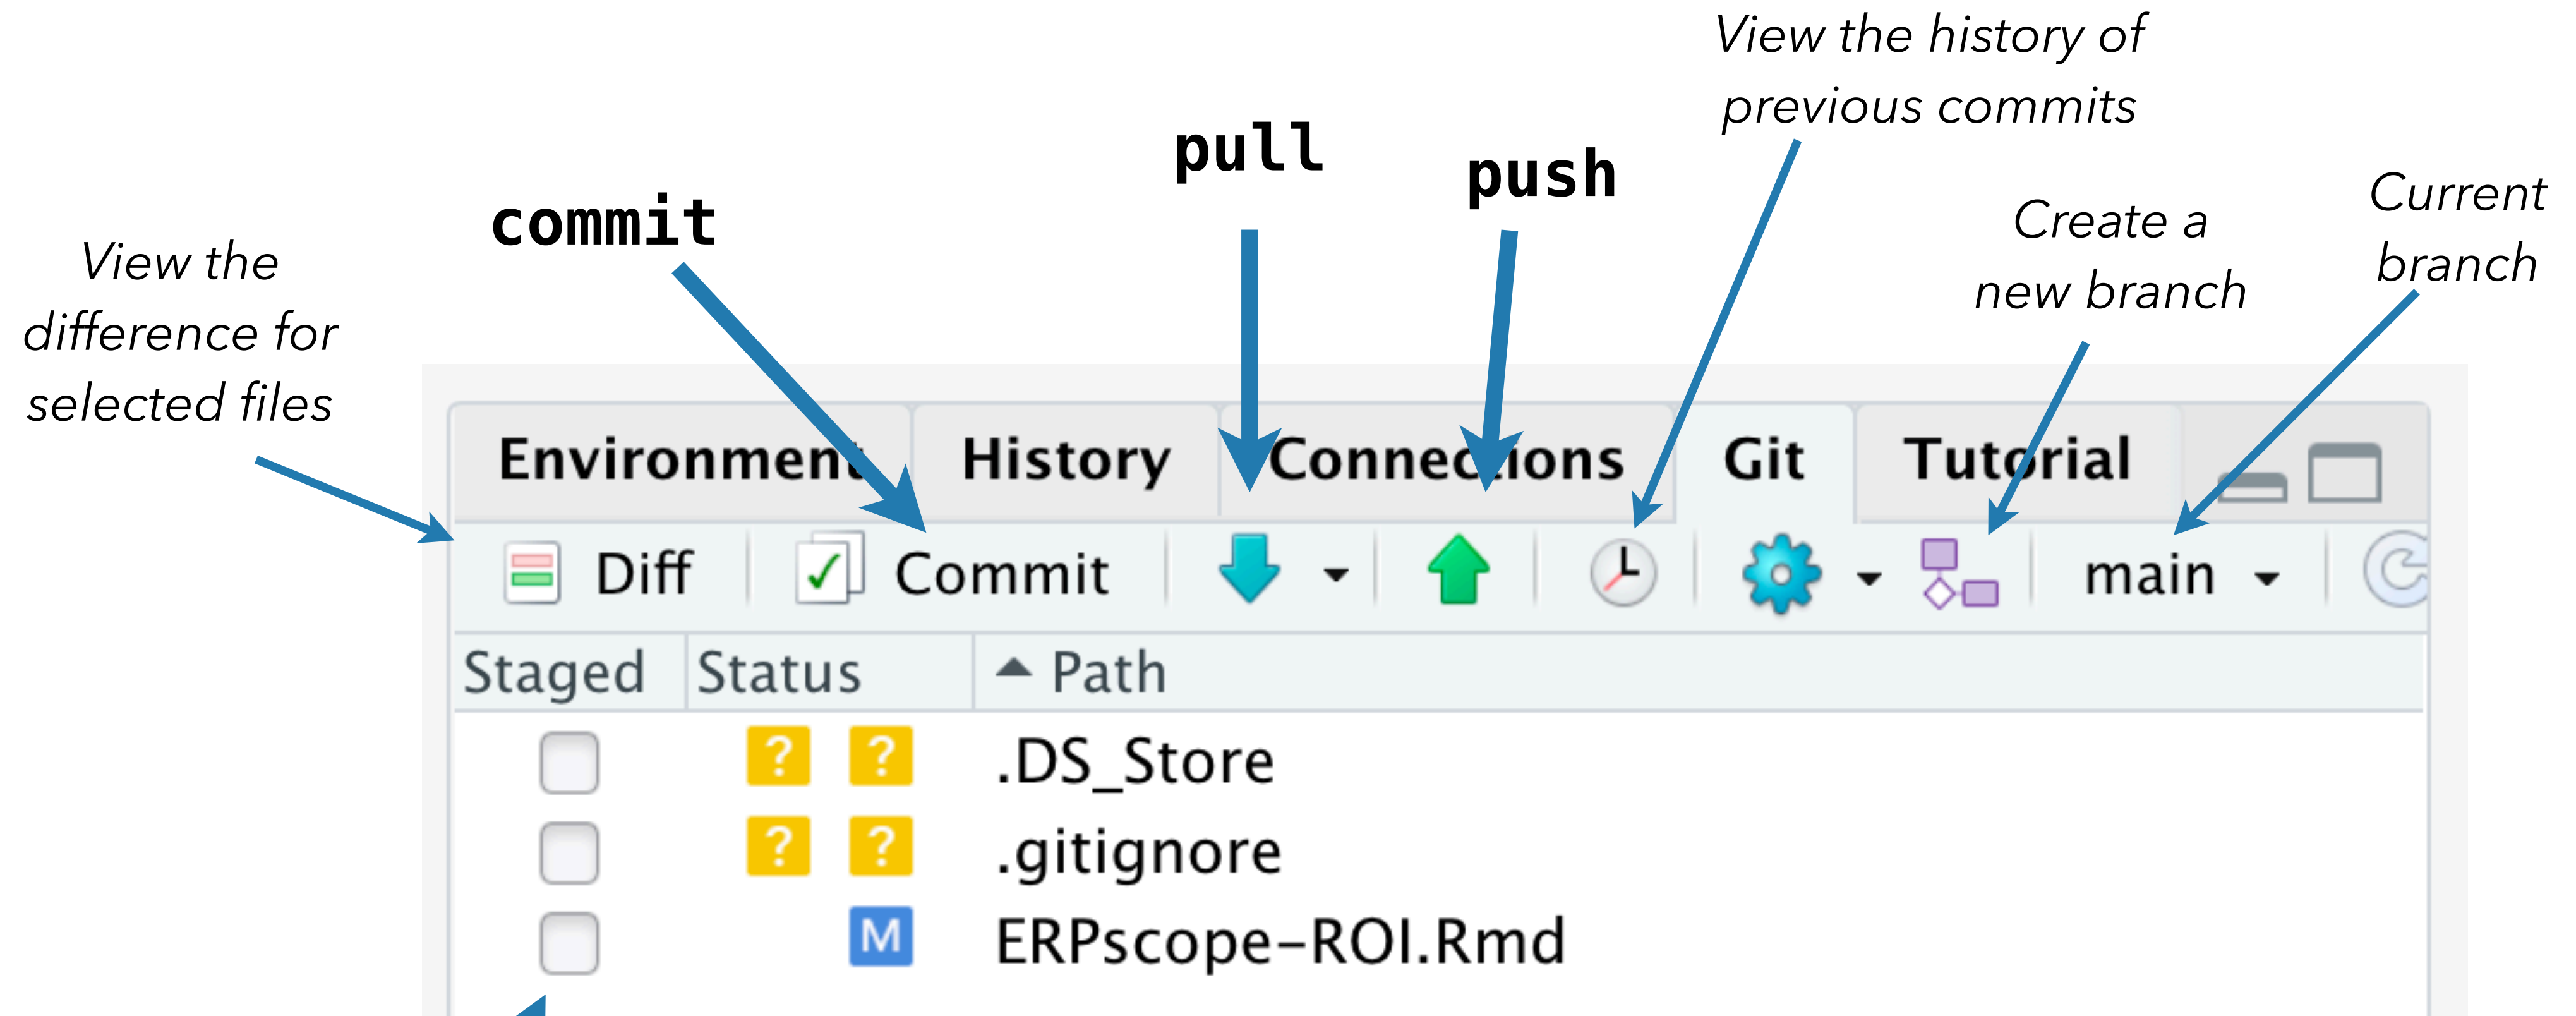 View the history of
previous commits
pull
push
commit
Current
branch
Create a
new branch
View the
difference for
selected files
Environment History Connections Git Tutorial
Diff Commit main
Staged Status Path
? ? .DS_Store
? ? .gitignore
M ERPscope-ROI.Rmd